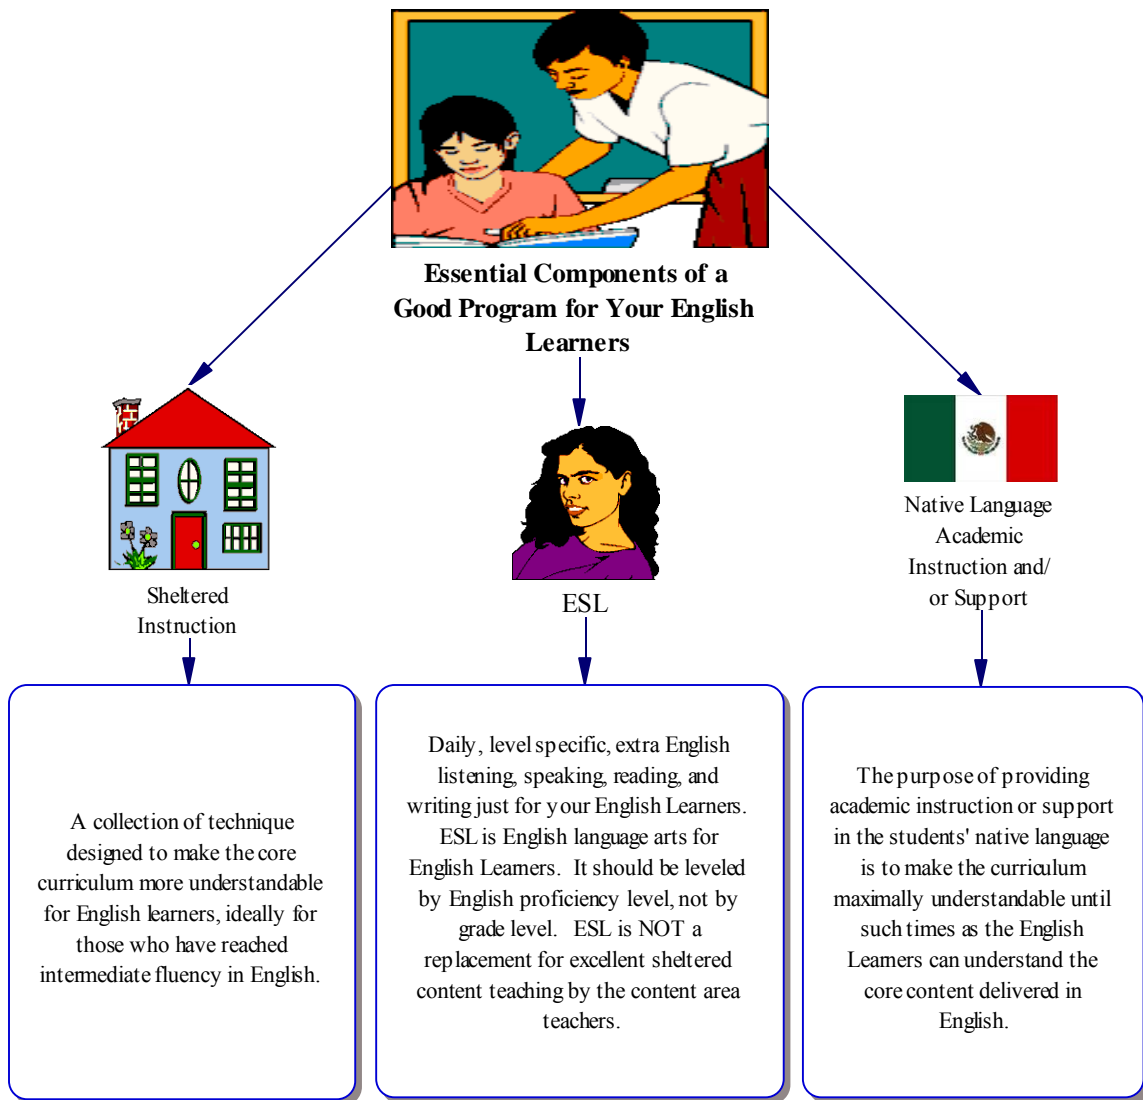 Essential Components of a
Good Program for Your English
Learners
Sheltered
Instruction
ESL
Native Language
Academic
Instruction and/
or Support
A collection of technique
designed to make the core
curriculum more understandable
for English learners, ideally for
those who have reached
intermediate fluency in English.
Daily, level specific, extra English
listening, speaking, reading, and
writing just for your English Learners.
ESL is English language arts for
English Learners.  It should be leveled
by English proficiency level, not by
grade level.  ESL is NOT a
replacement for excellent sheltered
content teaching by the content area
teachers.
The purpose of providing
academic instruction or support
in the students' native language
is to make the curriculum
maximally understandable until
such times as the English
Learners can understand the
core content delivered in
English.